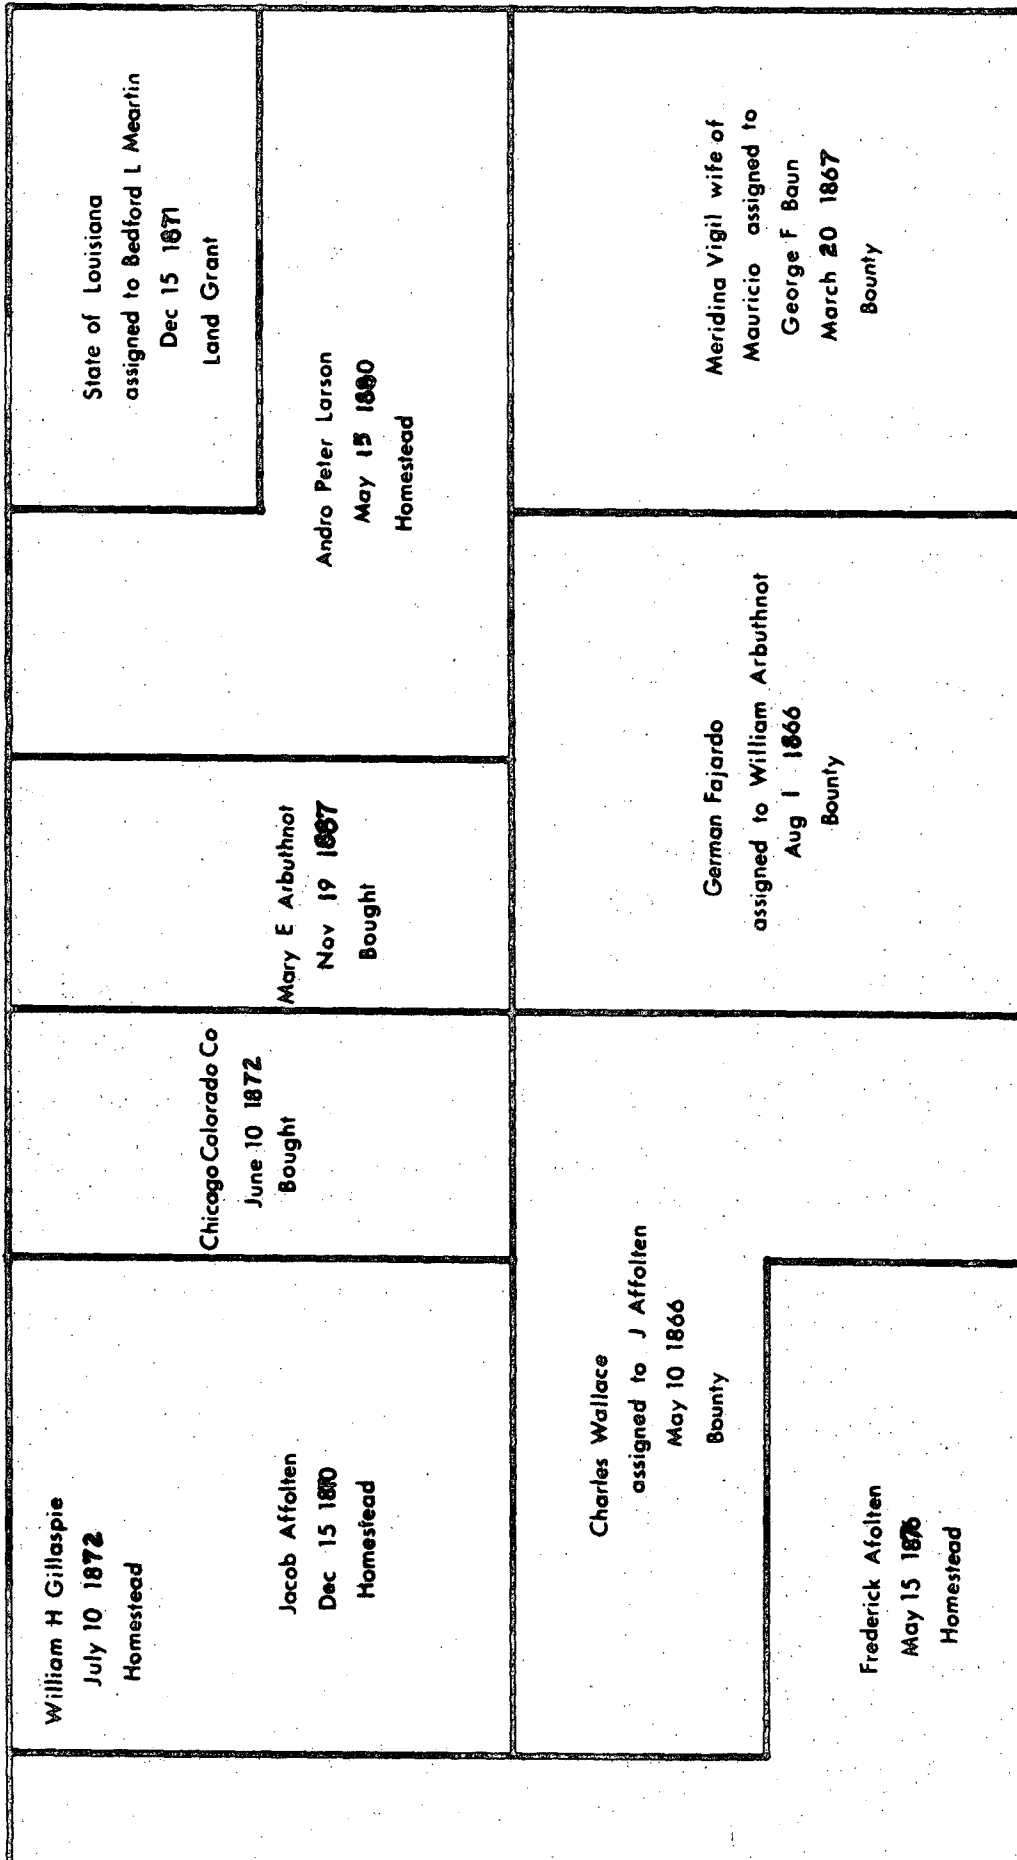 William H Gillaspie
July 10 1872
Homestead
Jacob Affolten
Dec 15 1870
Homestead
Chicago Colorado Co
June 10 1872
Bought
Mary E Arbuthnot
Nov 19 1887
Bought
State of Louisiana
assigned to Bedford L Meartin
Dec 15 1871
Land Grant
Andro Peter Larson
May 15 1880
Homestead
Charles Wallace
assigned to J Affolten
May 10 1866
Bounty
Frederick Afolten
May 15 1876
Homestead
German Fajardo
assigned to William Arbuthnot
Aug 1 1866
Bounty
Meridina Vigil wife of
Mauricio assigned to
George F Baun
March 20 1867
Bounty